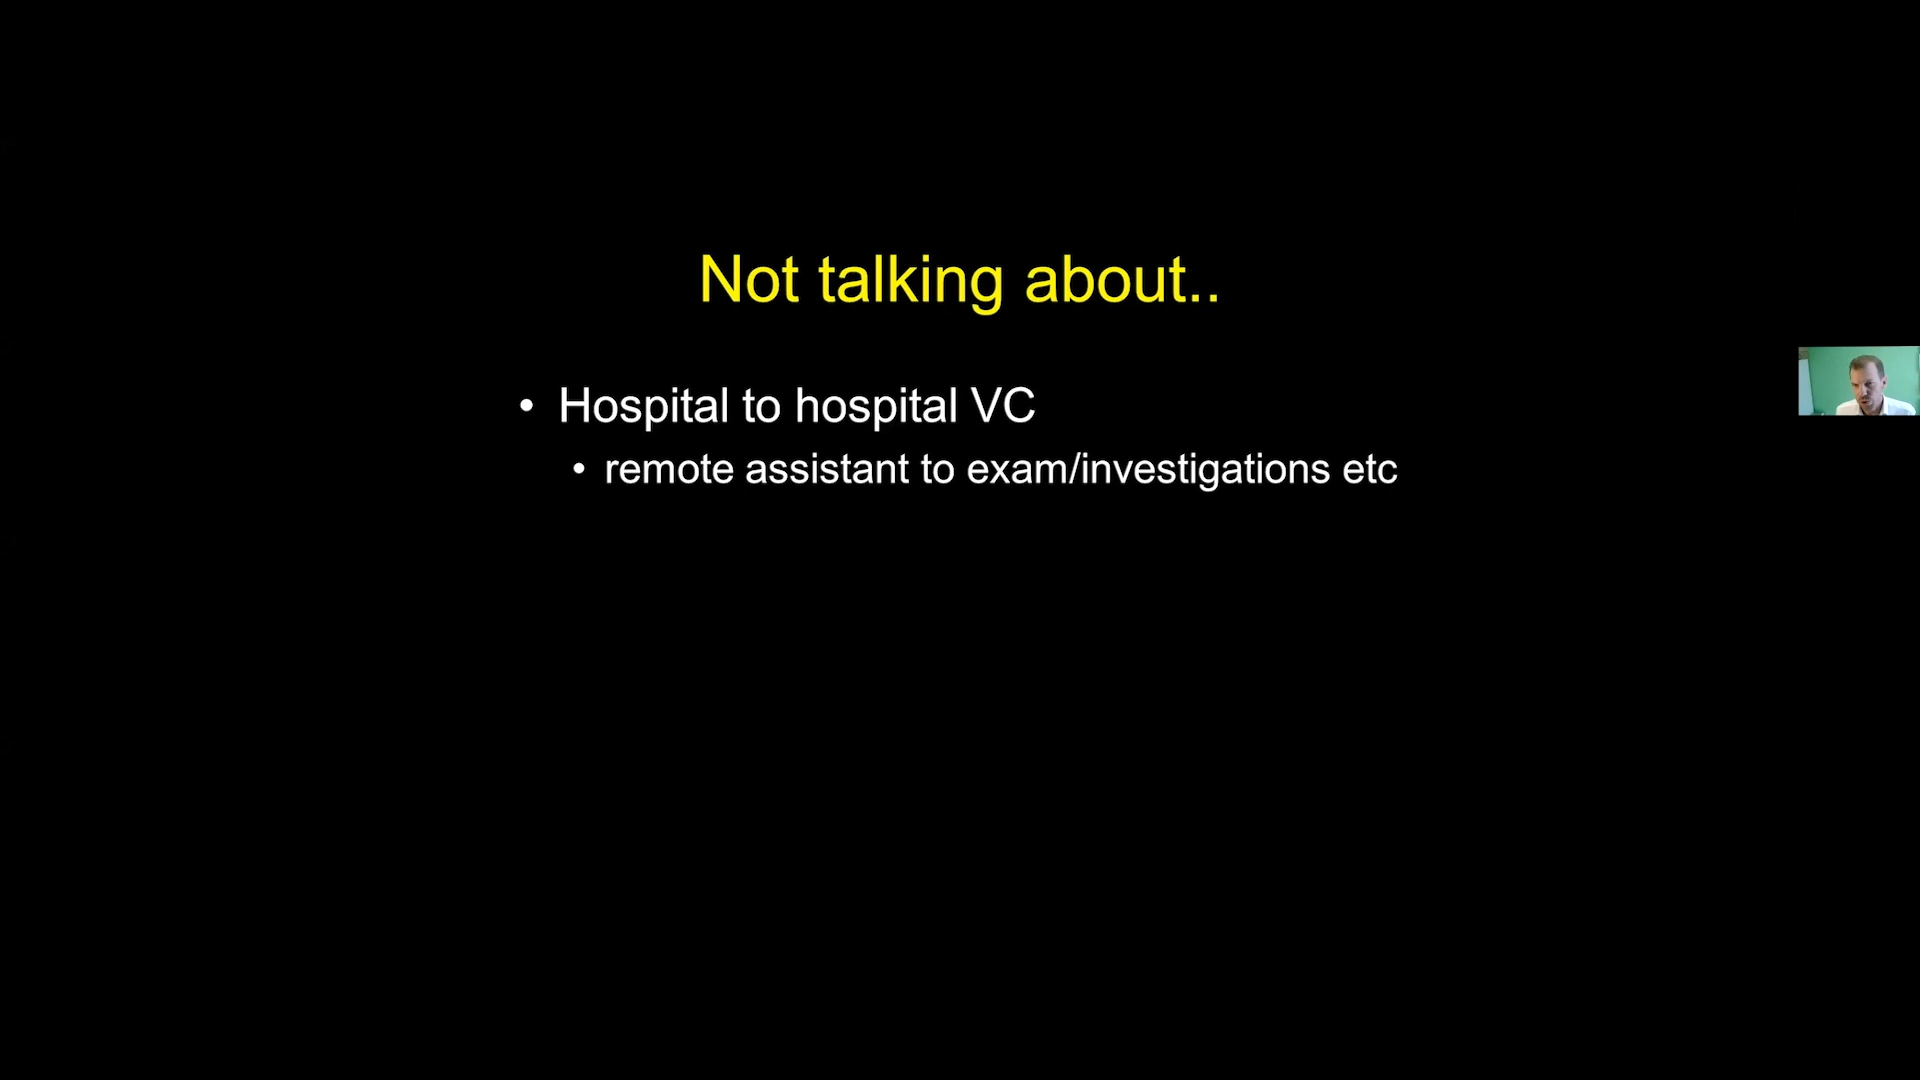 Not talking about..
• Hospital to hospital VC
• remote assistant to exam/investigations etc